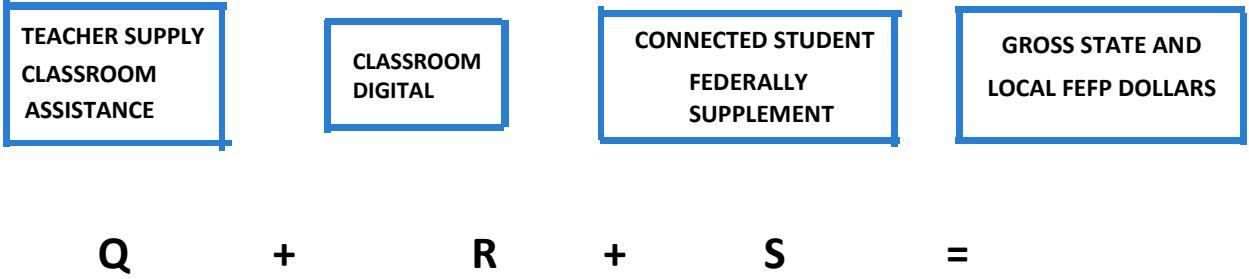 TEACHER SUPPLY
CLASSROOM
ASSISTANCE
CLASSROOM
DIGITAL
CONNECTED STUDENT
FEDERALLY
SUPPLEMENT
GROSS STATE AND
LOCAL FEFP DOLLARS
Q + R + S =